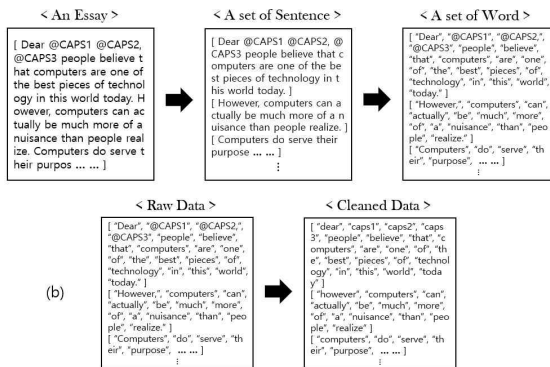 < An Essay >
[ Dear @CAPS1 @CAPS2,
@CAPS3 people believe t
hat computers are one of
the best pieces of technol
ogy in this world today. H
owever, computers can ac
tually be much more of a
nuisance than people real
ize. Computers do serve t
heir purpos ... ... ]
< A set of Sentence >
[ Dear @CAPS1 @CAPS2, @
CAPS3 people believe that c
omputers are one of the be
st pieces of technology in t
his world today. ]
[ However, computers can a
ctually be much more of a n
uisance than people realize. ]
[ Computers do serve their
purpose ... ... ]
⋮
< A set of Word >
[ “Dear”, “@CAPS1”, “@CAPS2,”,
“@CAPS3”, “people”, “believe”,
“that”, “computers”, “are”, “one”,
“of”, “the”, “best”, “pieces”, “of”,
“technology”, “in”, “this”, “world”,
“today.” ]
[ “However,”, “computers”, “can”,
“actually”, “be”, “much”, “more”,
“of”, “a”, “nuisance”, “than”, “peo
ple”, “realize.” ]
[ “Computers”, “do”, “serve”, “th
eir”, “purpose”, ... ... ]
⋮
(b)
< Raw Data >
[ “Dear”, “@CAPS1”, “@CAPS2,”,
“@CAPS3”, “people”, “believe”,
“that”, “computers”, “are”, “one”,
“of”, “the”, “best”, “pieces”, “of”,
“technology”, “in”, “this”, “world”,
“today.” ]
[ “However,”, “computers”, “can”,
“actually”, “be”, “much”, “more”,
“of”, “a”, “nuisance”, “than”, “peo
ple”, “realize.” ]
[ “Computers”, “do”, “serve”, “th
eir”, “purpose”, ... ... ]
⋮
< Cleaned Data >
[ “dear”, “caps1”, “caps2”, “caps
3”, “people”, “believe”, “that”, “c
omputers”, “are”, “one”, “of”, “th
e”, “best”, “pieces”, “of”, “technol
ogy”, “in”, “this”, “world”, “toda
y” ]
[ “however”, “computers”, “can”,
“actually”, “be”, “much”, “more”,
“of”, “a”, “nuisance”, “than”, “peo
ple”, “realize” ]
[ “computers”, “do”, “serve”, “th
eir”, “purpose”, ... ... ]
⋮